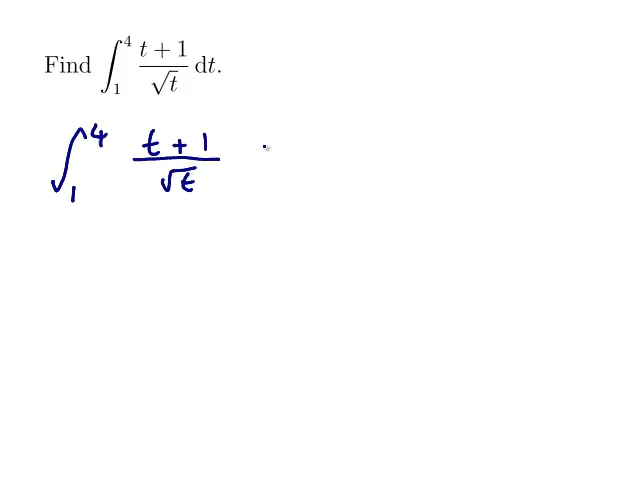 Find ∫₁⁴ (t + 1)/√t dt.
∫₁⁴ (t + 1)/√t